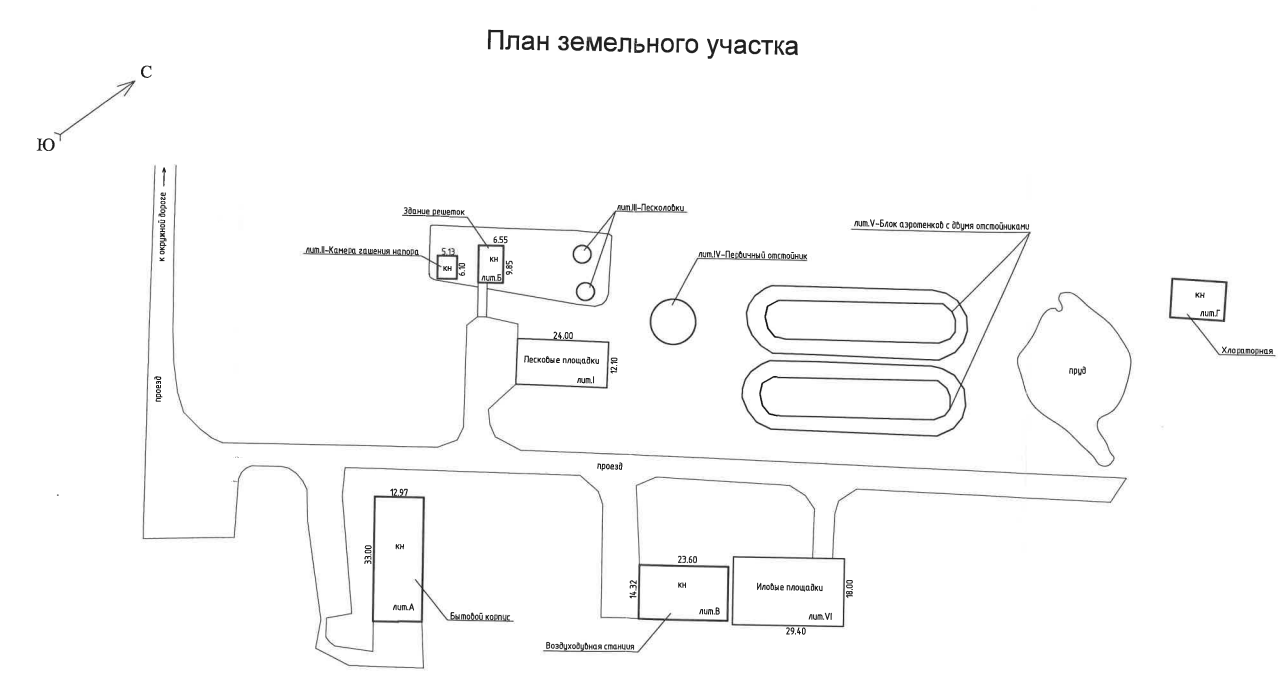 План земельного участка
С
Ю
к окружной дороге
Здание решеток
лит.III-Песколовки
лит.V-Блок аэротенков с двумя отстойниками
6.55
лит.II-Камера гашения напора
5.13
кн
6.10
кн
9.85
лит.Б
лит.IV-Первичный отстойник
кн
лит.Г
Хлораторная
24.00
Песковые площадки
12.10
лит.I
пруд
проезд
проезд
12.97
кн
33.00
лит.А
Бытовой корпус
23.60
кн
14.32
лит.В
Воздуходувная станция
Иловые площадки
18.00
лит.VI
29.40